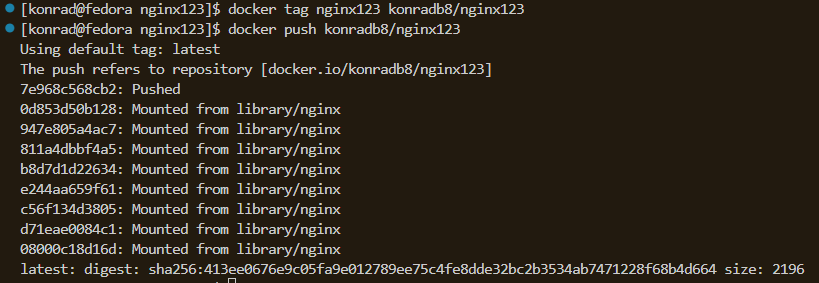 [konrad@fedora nginx123]$ docker tag nginx123 konradb8/nginx123
[konrad@fedora nginx123]$ docker push konradb8/nginx123
Using default tag: latest
The push refers to repository [docker.io/konradb8/nginx123]
7e968c568cb2: Pushed
0d853d50b128: Mounted from library/nginx
947e805a4ac7: Mounted from library/nginx
811a4dbbf4a5: Mounted from library/nginx
b8d7d1d22634: Mounted from library/nginx
e244aa659f61: Mounted from library/nginx
c56f134d3805: Mounted from library/nginx
d71eae0084c1: Mounted from library/nginx
08000c18d16d: Mounted from library/nginx
latest: digest: sha256:413ee0676e9c05fa9e012789ee75c4fe8dde32bc2b3534ab7471228f68b4d664 size: 2196